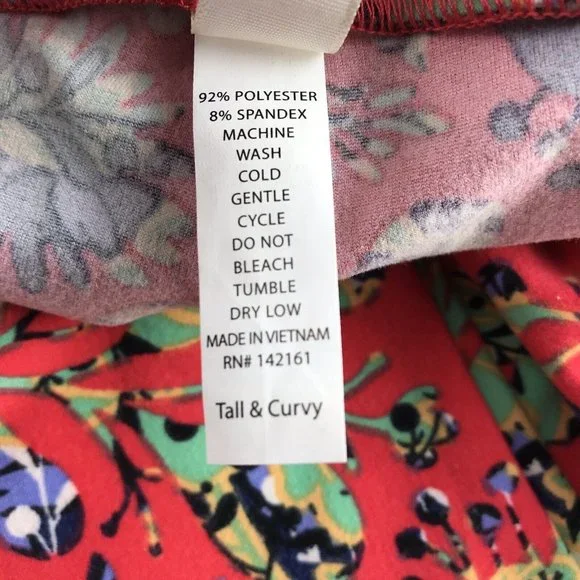 92% POLYESTER
8% SPANDEX
MACHINE
WASH
COLD
GENTLE
CYCLE
DO NOT
BLEACH
TUMBLE
DRY LOW
MADE IN VIETNAM
RN# 142161
Tall & Curvy